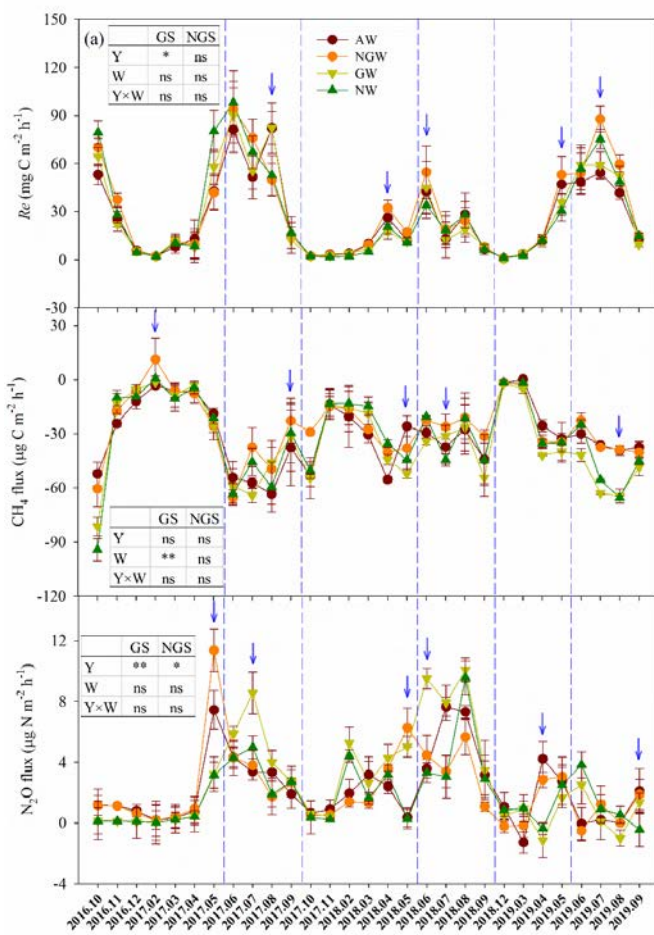 (a)
GS NGS
Y * ns
W ns ns
Y×W ns ns
AW
NGW
GW
NW
Re (mg C m-2 h-1)
150
120
90
60
30
0
-30
CH4 flux (µg C m-2 h-1)
30
0
-30
-60
-90
-120
GS NGS
Y ns ns
W ** ns
Y×W ns ns
N2O flux (µg N m-2 h-1)
12
8
4
0
-4
GS NGS
Y ** *
W ns ns
Y×W ns ns
2016.10 2016.11 2016.12 2017.02 2017.03 2017.04 2017.05 2017.06 2017.07 2017.08 2017.09 2017.10 2017.11 2018.02 2018.03 2018.04 2018.05 2018.06 2018.07 2018.08 2018.09 2018.12 2019.03 2019.04 2019.05 2019.06 2019.07 2019.08 2019.09